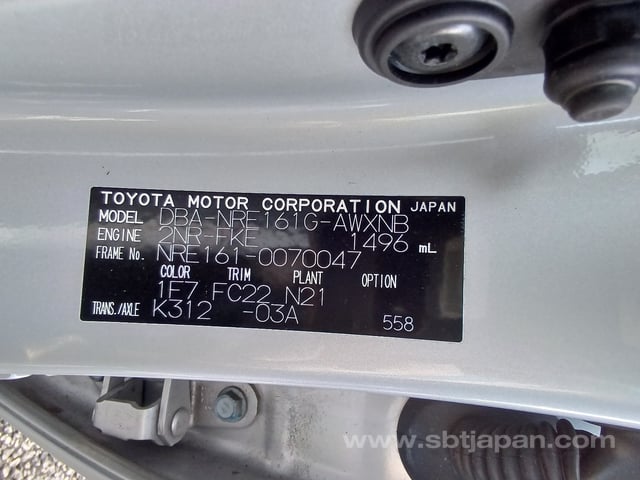 TOYOTA MOTOR CORPORATION JAPAN
MODEL DBA-NRE161G-AWXNB
ENGINE 2NR-FKE 1496 mL
FRAME No. NRE161-0070047
COLOR TRIM PLANT OPTION
1F7 FC22 N21
TRANS./AXLE K312 -03A
558
www.sbtjapan.com